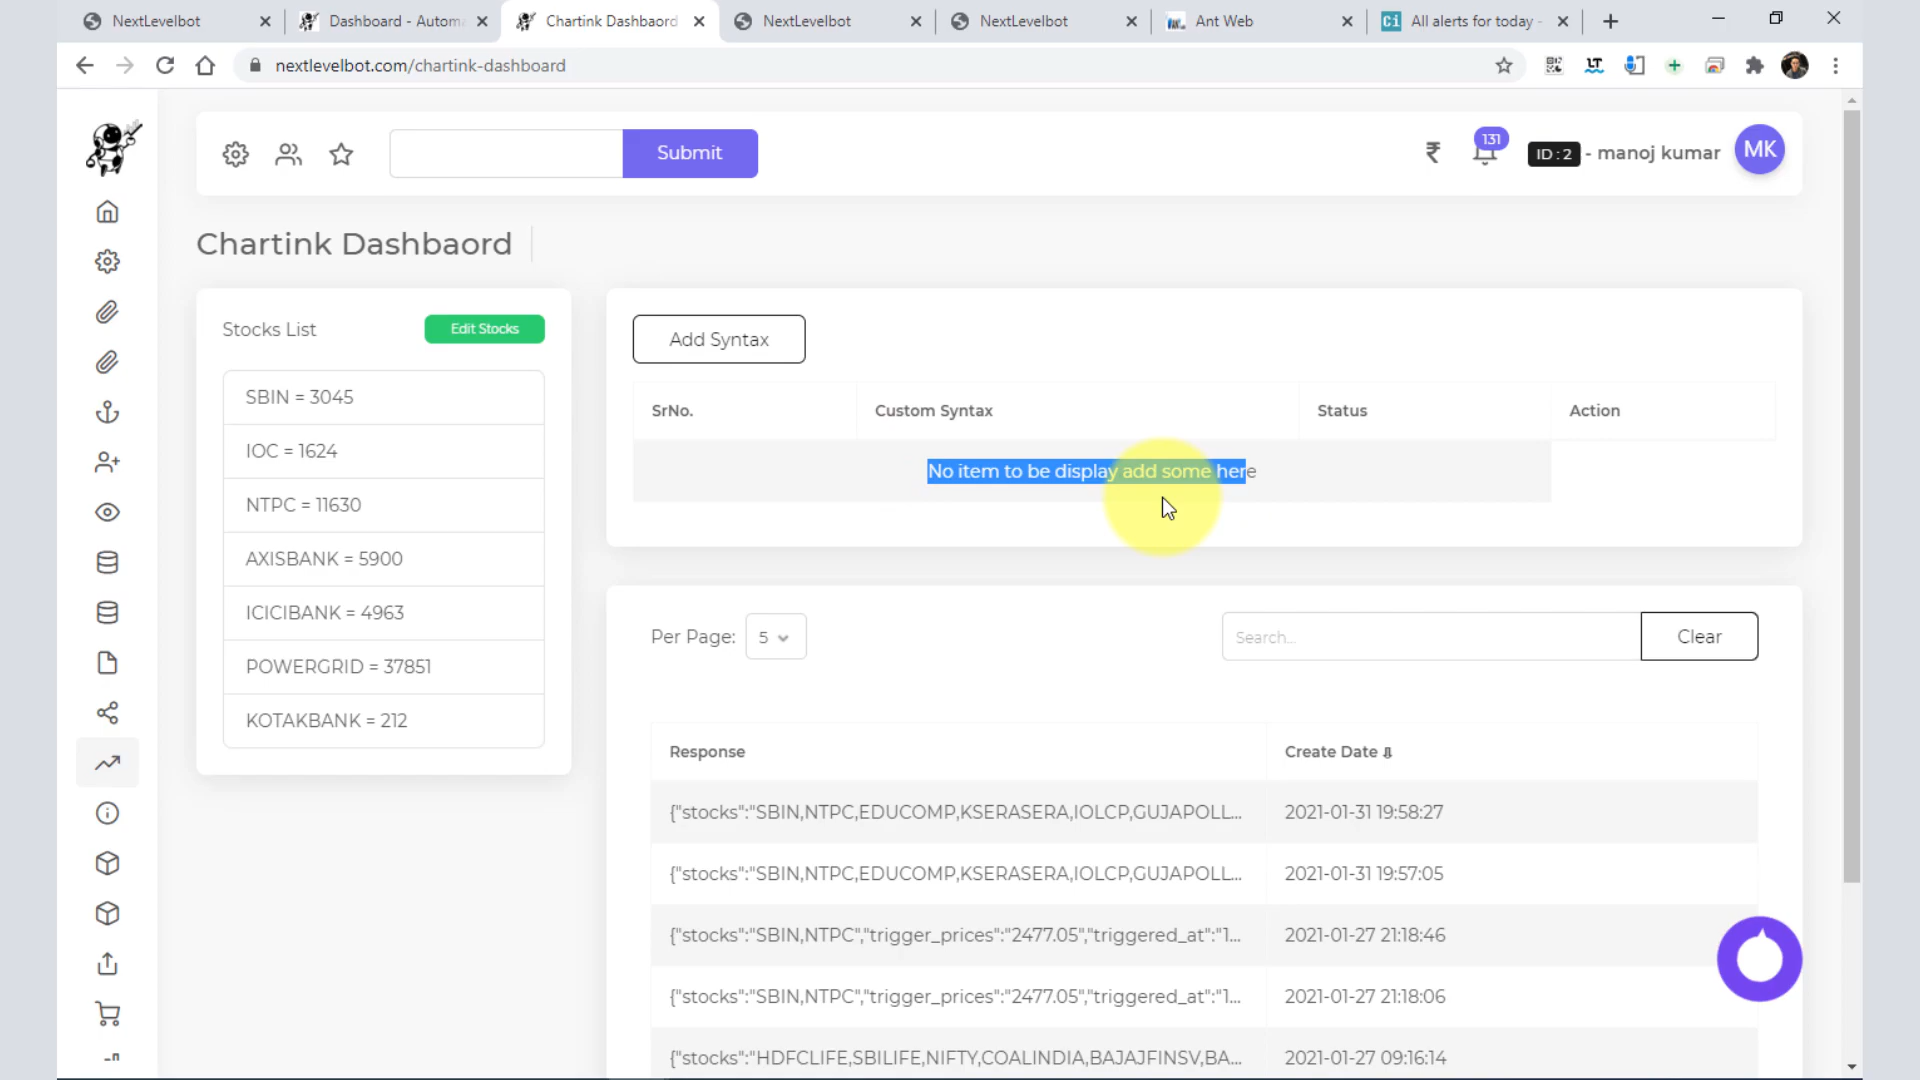 NextLevelbot
Dashboard - Autom
Chartink Dashbaord
NextLevelbot
NextLevelbot
Ant Web
All alerts for today -
nextlevelbot.com/chartink-dashboard
Submit
131
ID : 2 - manoj kumar
MK
Chartink Dashbaord
Stocks List
Edit Stocks
SBIN = 3045
IOC = 1624
NTPC = 11630
AXISBANK = 5900
ICICIBANK = 4963
POWERGRID = 37851
KOTAKBANK = 212
Add Syntax
SrNo. Custom Syntax Status Action
No item to be display add some here
Per Page: 5
Search...
Clear
Response Create Date
{"stocks":"SBIN,NTPC,EDUCOMP,KSERASERA,IOLCP,GUJAPOLL... 2021-01-31 19:58:27
{"stocks":"SBIN,NTPC,EDUCOMP,KSERASERA,IOLCP,GUJAPOLL... 2021-01-31 19:57:05
{"stocks":"SBIN,NTPC","trigger_prices":"2477.05","triggered_at":"1... 2021-01-27 21:18:46
{"stocks":"SBIN,NTPC","trigger_prices":"2477.05","triggered_at":"1... 2021-01-27 21:18:06
{"stocks":"HDFCLIFE,SBILIFE,NIFTY,COALINDIA,BAJAJFINSV,BA... 2021-01-27 09:16:14